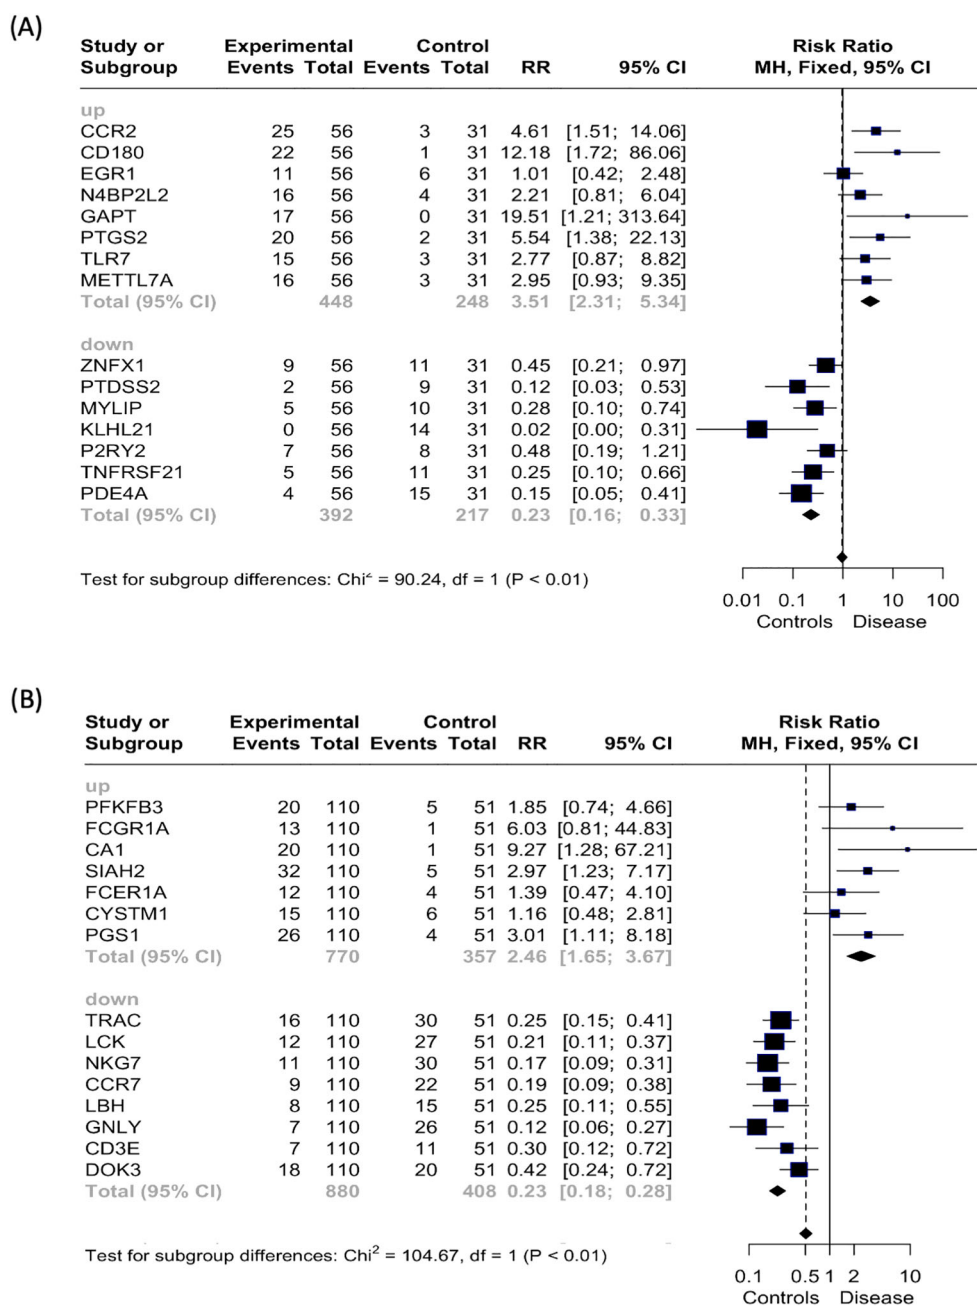 (A)
Study or Experimental Control Risk Ratio
Subgroup Events Total Events Total RR 95% CI MH, Fixed, 95% CI
up
CCR2 25 56 3 31 4.61 [1.51; 14.06]
CD180 22 56 1 31 12.18 [1.72; 86.06]
EGR1 11 56 6 31 1.01 [0.42; 2.48]
N4BP2L2 16 56 4 31 2.21 [0.81; 6.04]
GAPT 17 56 0 31 19.51 [1.21; 313.64]
PTGS2 20 56 2 31 5.54 [1.38; 22.13]
TLR7 15 56 3 31 2.77 [0.87; 8.82]
METTL7A 16 56 3 31 2.95 [0.93; 9.35]
Total (95% CI) 448 248 3.51 [2.31; 5.34]
down
ZNFX1 9 56 11 31 0.45 [0.21; 0.97]
PTDSS2 2 56 9 31 0.12 [0.03; 0.53]
MYLIP 5 56 10 31 0.28 [0.10; 0.74]
KLHL21 0 56 14 31 0.02 [0.00; 0.31]
P2RY2 7 56 8 31 0.48 [0.19; 1.21]
TNFRSF21 5 56 11 31 0.25 [0.10; 0.66]
PDE4A 4 56 15 31 0.15 [0.05; 0.41]
Total (95% CI) 392 217 0.23 [0.16; 0.33]
Test for subgroup differences: Chi² = 90.24, df = 1 (P < 0.01)
0.01 0.1 1 10 100
Controls Disease
(B)
Study or Experimental Control Risk Ratio
Subgroup Events Total Events Total RR 95% CI MH, Fixed, 95% CI
up
PFKFB3 20 110 5 51 1.85 [0.74; 4.66]
FCGR1A 13 110 1 51 6.03 [0.81; 44.83]
CA1 20 110 1 51 9.27 [1.28; 67.21]
SIAH2 32 110 5 51 2.97 [1.23; 7.17]
FCER1A 12 110 4 51 1.39 [0.47; 4.10]
CYSTM1 15 110 6 51 1.16 [0.48; 2.81]
PGS1 26 110 4 51 3.01 [1.11; 8.18]
Total (95% CI) 770 357 2.46 [1.65; 3.67]
down
TRAC 16 110 30 51 0.25 [0.15; 0.41]
LCK 12 110 27 51 0.21 [0.11; 0.37]
NKG7 11 110 30 51 0.17 [0.09; 0.31]
CCR7 9 110 22 51 0.19 [0.09; 0.38]
LBH 8 110 15 51 0.25 [0.11; 0.55]
GNLY 7 110 26 51 0.12 [0.06; 0.27]
CD3E 7 110 11 51 0.30 [0.12; 0.72]
DOK3 18 110 20 51 0.42 [0.24; 0.72]
Total (95% CI) 880 408 0.23 [0.18; 0.28]
Test for subgroup differences: Chi² = 104.67, df = 1 (P < 0.01)
0.1 0.5 1 2 10
Controls Disease